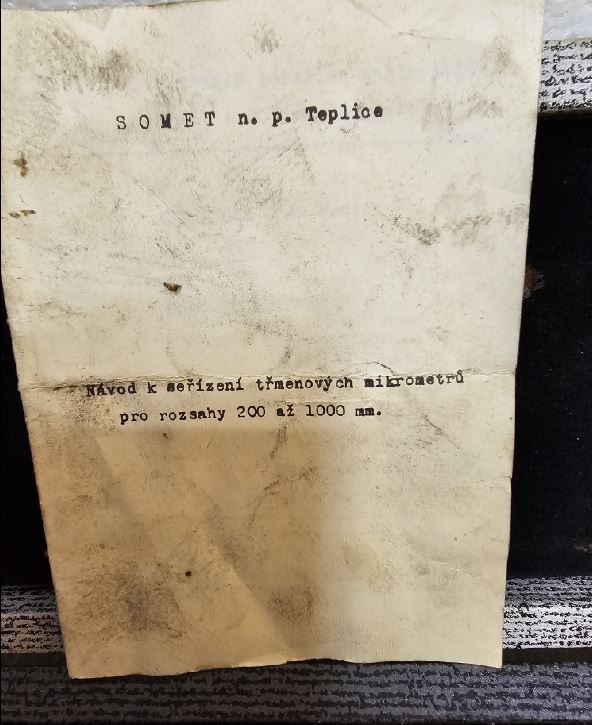 S O M E T n. p. Teplice
Návod k seřízení třmenových mikrometrů
pro rozsahy 200 až 1000 mm.